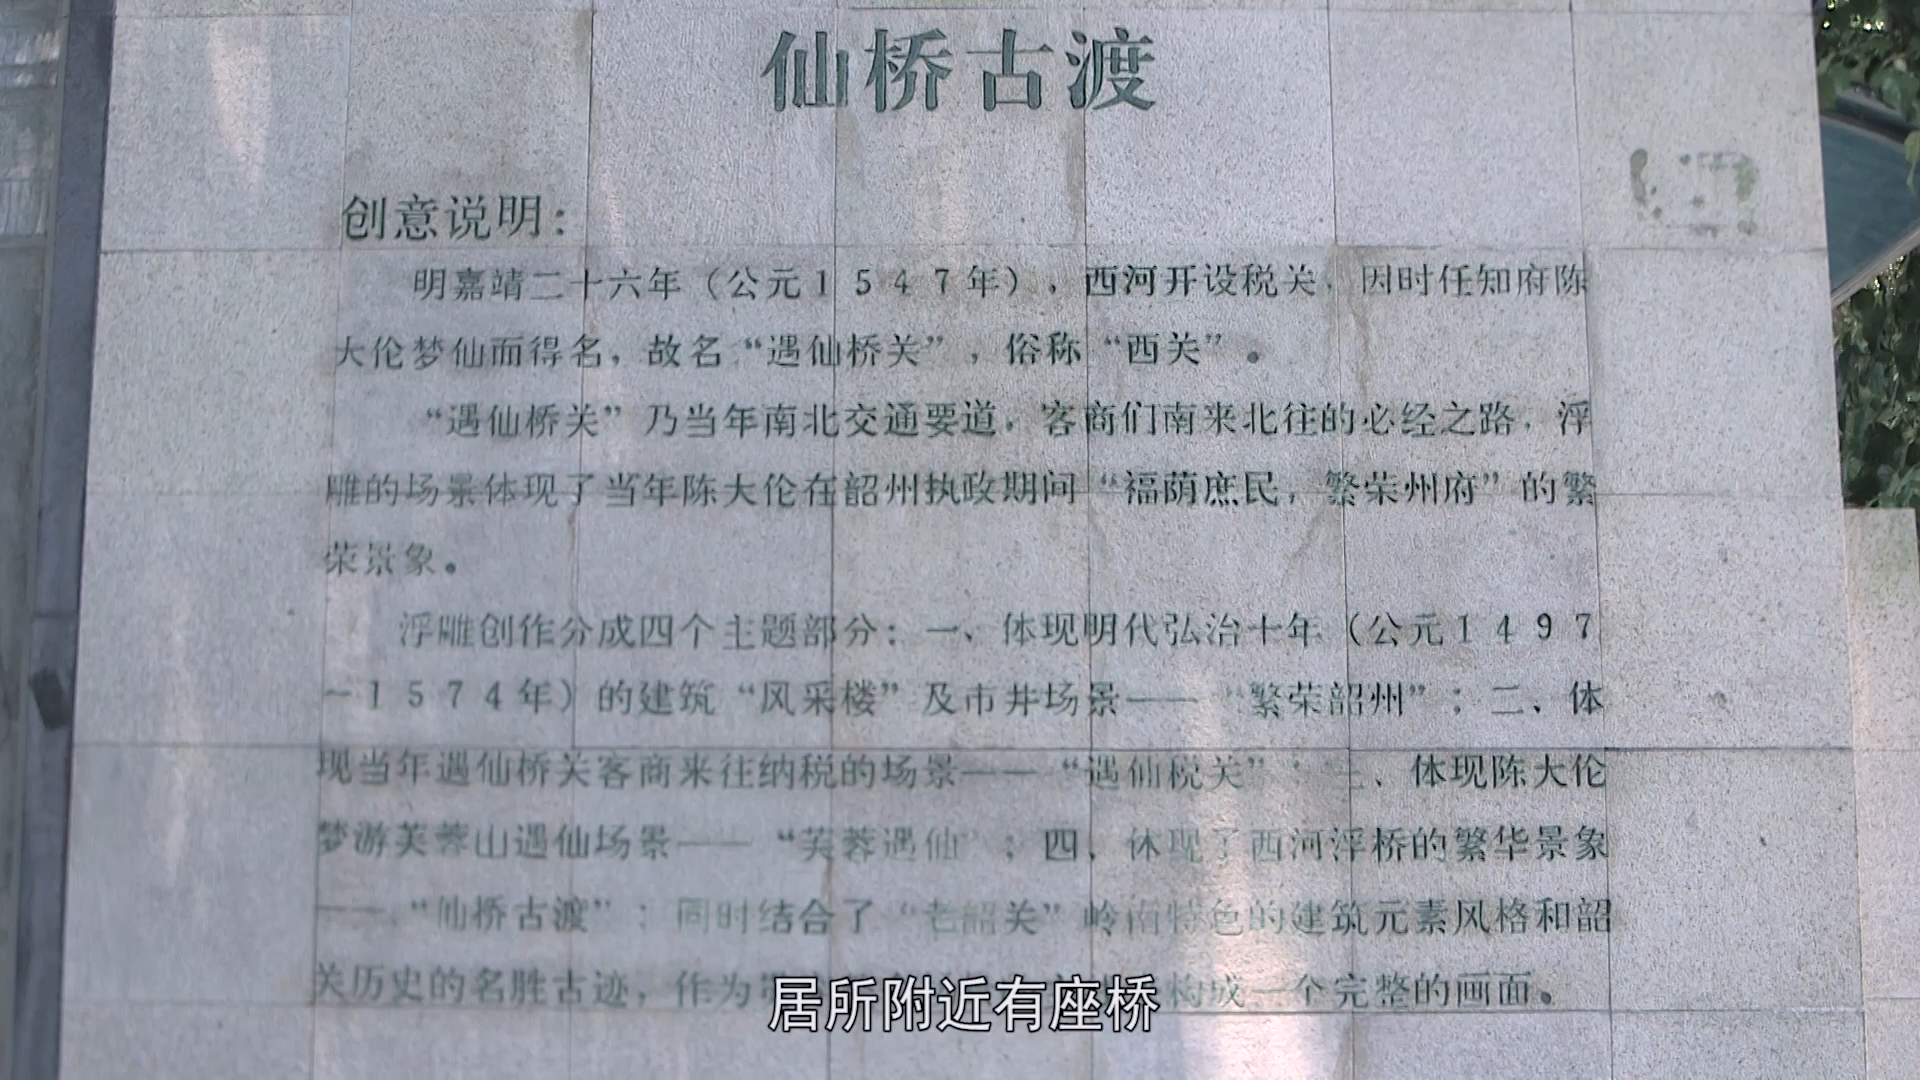 仙桥古渡
创意说明：
明嘉靖二十六年（公元1547年），西河开设税关，因时任知府陈
大伦梦仙而得名，故名“遇仙桥关”，俗称“西关”。
“遇仙桥关”乃当年南北交通要道，客商们南来北往的必经之路，浮
雕的场景体现了当年陈大伦在韶州执政期间“福荫庶民，繁荣州府”的繁
荣景象。
浮雕创作分成四个主题部分：一、体现明代弘治十年（公元1497
－1574年）的建筑“风采楼”及市井场景——“繁荣韶州”；二、体
现当年遇仙桥关客商来往纳税的场景——“遇仙税关”；三、体现陈大伦
梦游芙蓉山遇仙场景——“芙蓉遇仙”；四、体现了西河浮桥的繁华景象
——“仙桥古渡”；同时结合了“老韶关”岭南特色的建筑元素风格和韶
关历史的名胜古迹，作为 构成一个完整的画面。
居所附近有座桥